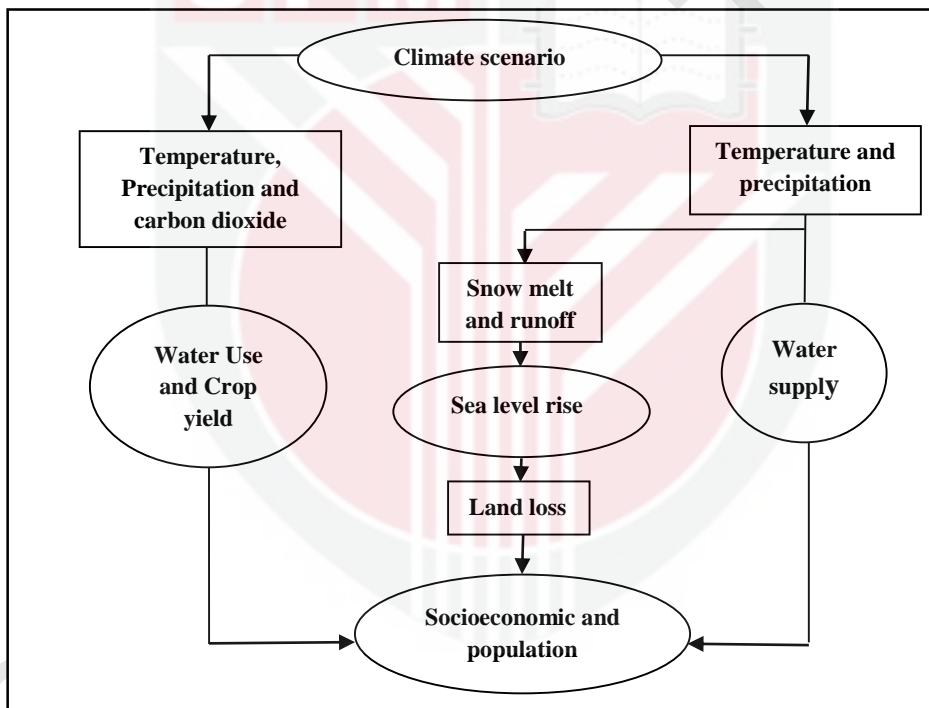 Climate scenario
Temperature,
Precipitation and
carbon dioxide
Temperature and
precipitation
Snow melt
and runoff
Water Use
and Crop
yield
Water
supply
Sea level rise
Land loss
Socioeconomic and
population